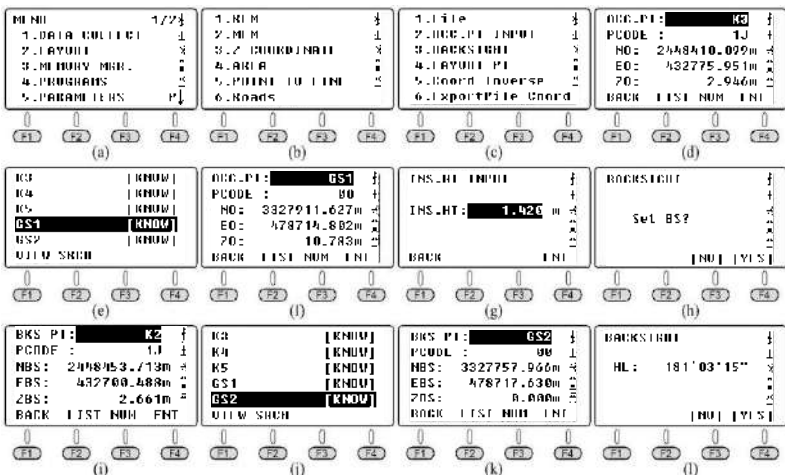 MENU 1/2
1.DATA COLLECT
2.LAYOUT
3.MEMORY MGR.
4.PROGRAMS
5.PARAMETERS P↓
F1 F2 F3 F4
(a)
1.REM
2.MLM
3.Z COORDINATE
4.AREA
5.POINT TO LINE
6.Roads
F1 F2 F3 F4
(b)
1.File
2.OCC.PT INPUT
3.BACKSIGHT
4.LAYOUT PT
5.Coord Inverse
6.ExportFile Coord
F1 F2 F3 F4
(c)
OCC.PT: K3
PCODE : 1J
N0: 2448410.099m
E0: 432775.951m
Z0: 2.946m
BACK LIST NUM ENT
F1 F2 F3 F4
(d)
K3 [KNOW]
K4 [KNOW]
K5 [KNOW]
GS1 [KNOW]
GS2 [KNOW]
VIEW SRCH
F1 F2 F3 F4
(e)
OCC.PT: GS1
PCODE : 00
N0: 3327911.627m
E0: 478714.802m
Z0: 10.783m
BACK LIST NUM ENT
F1 F2 F3 F4
(f)
INS.HT INPUT
INS.HT: 1.420 m
BACK ENT
F1 F2 F3 F4
(g)
BACKSIGHT
Set BS?
[NO] [YES]
F1 F2 F3 F4
(h)
BKS PT: K2
PCODE : 1J
NBS: 2448453.713m
EBS: 432700.488m
ZBS: 2.661m
BACK LIST NUM ENT
F1 F2 F3 F4
(i)
K3 [KNOW]
K4 [KNOW]
K5 [KNOW]
GS1 [KNOW]
GS2 [KNOW]
VIEW SRCH
F1 F2 F3 F4
(j)
BKS PT: GS2
PCODE : 00
NBS: 3327757.966m
EBS: 478717.630m
ZBS: 0.000m
BACK LIST NUM ENT
F1 F2 F3 F4
(k)
BACKSIGHT
HL: 181°03'15"
[NO] [YES]
F1 F2 F3 F4
(l)